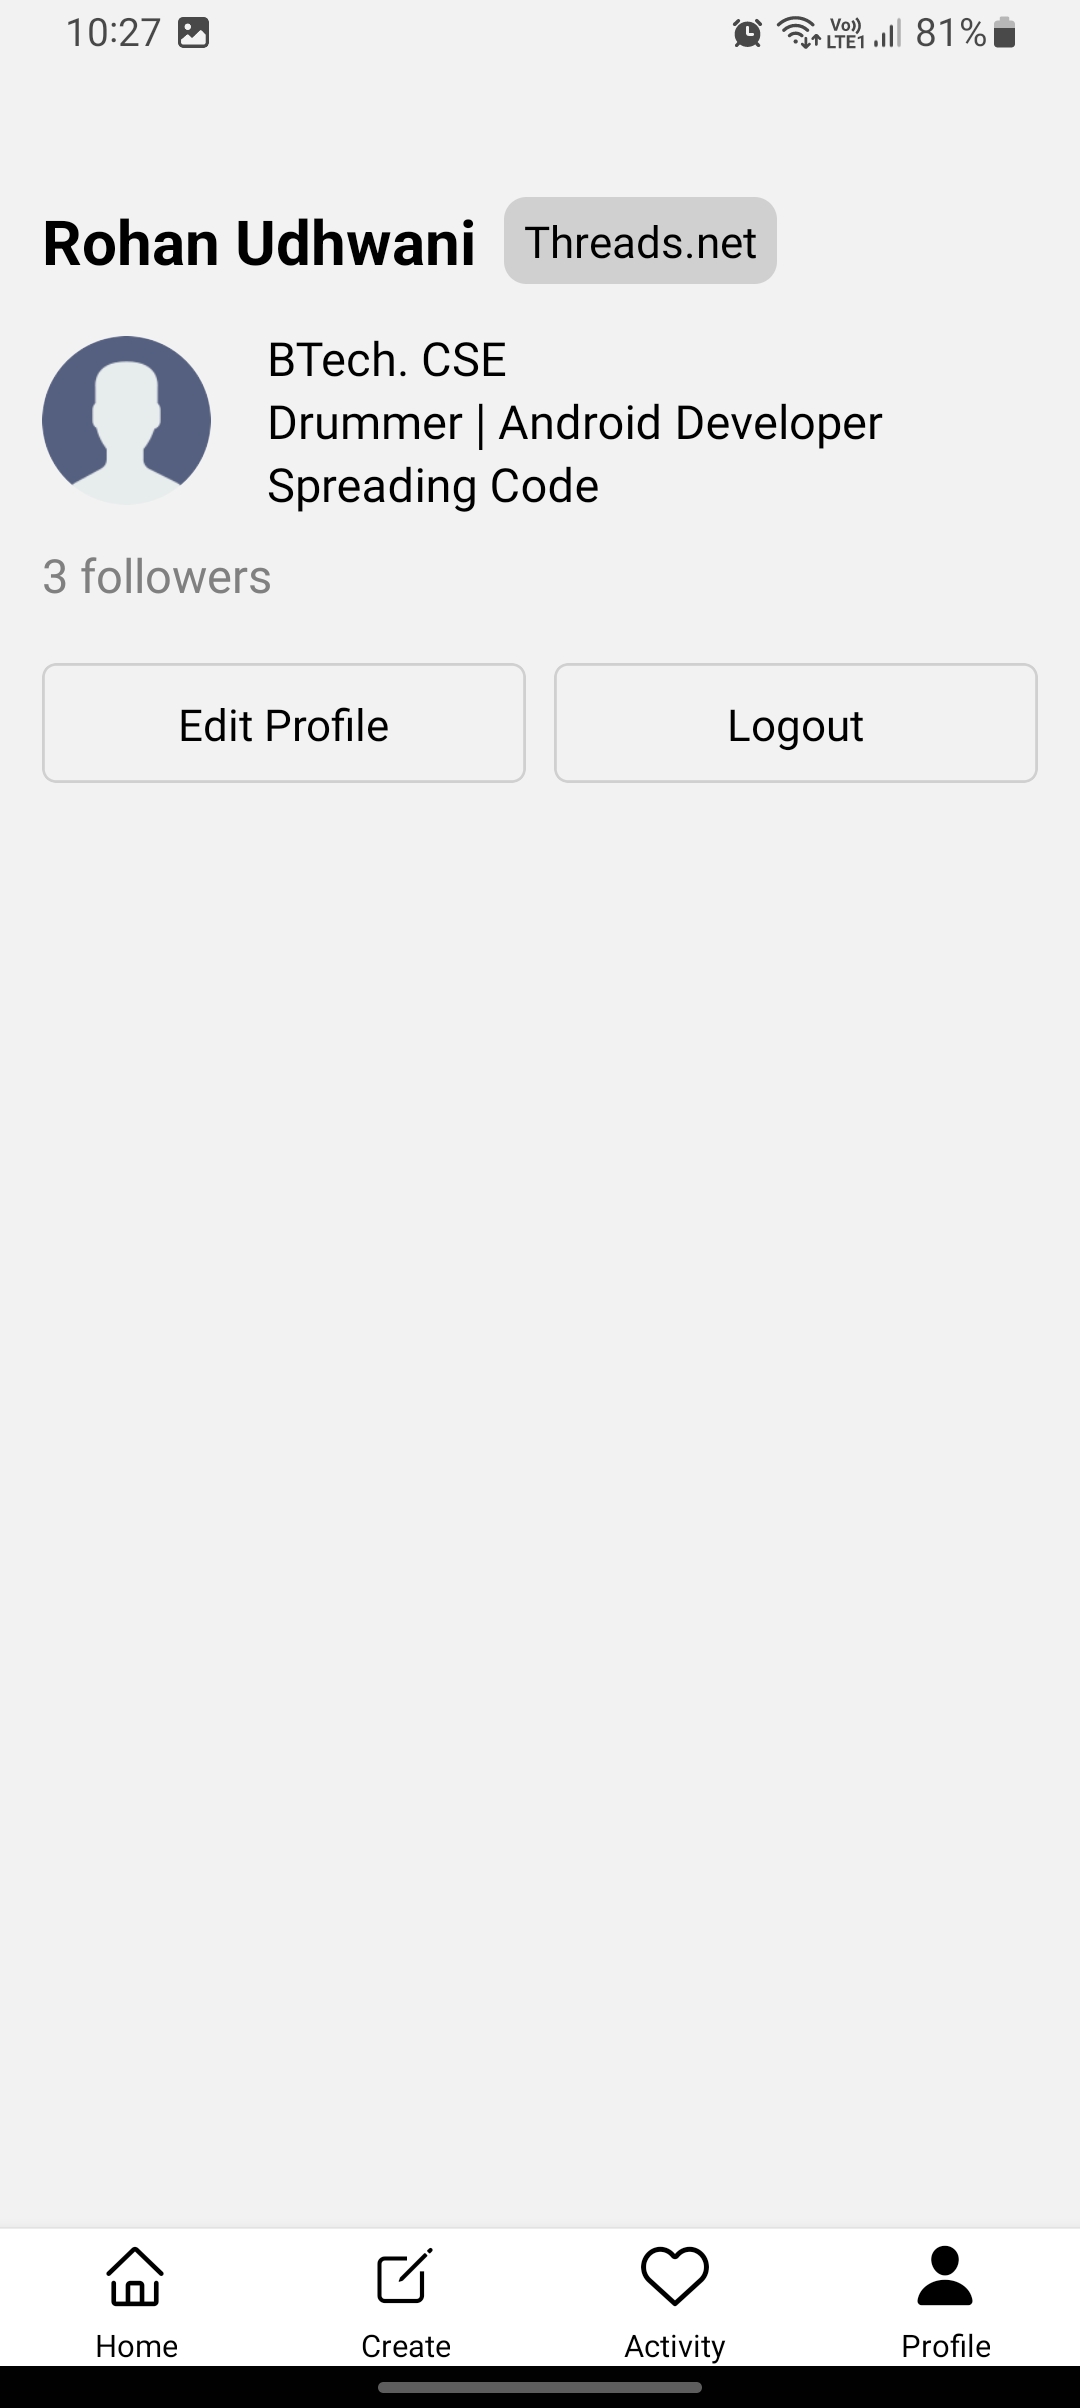 10:27
Vo)) LTE1 81%
Rohan Udhwani Threads.net
BTech. CSE
Drummer | Android Developer
Spreading Code
3 followers
Edit Profile Logout
Home Create Activity Profile